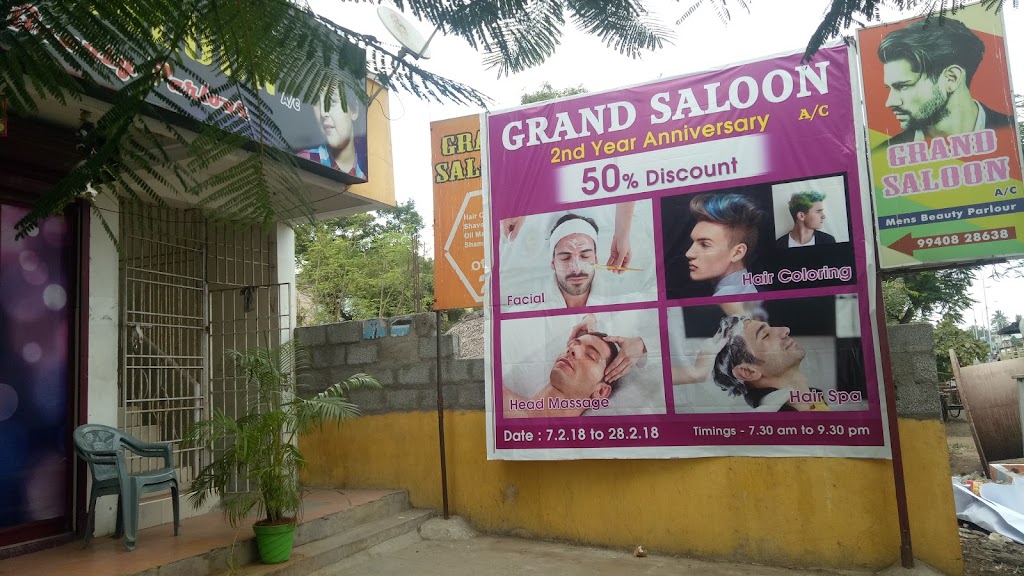 A/C
GRAND SALOON
2nd Year Anniversary
A/C
50% Discount
Facial
Hair Coloring
Head Massage
Hair Spa
Date : 7.2.18 to 28.2.18
Timings - 7.30 am to 9.30 pm
GRAND
SALOON
A/C
Mens Beauty Parlour
99408 28638